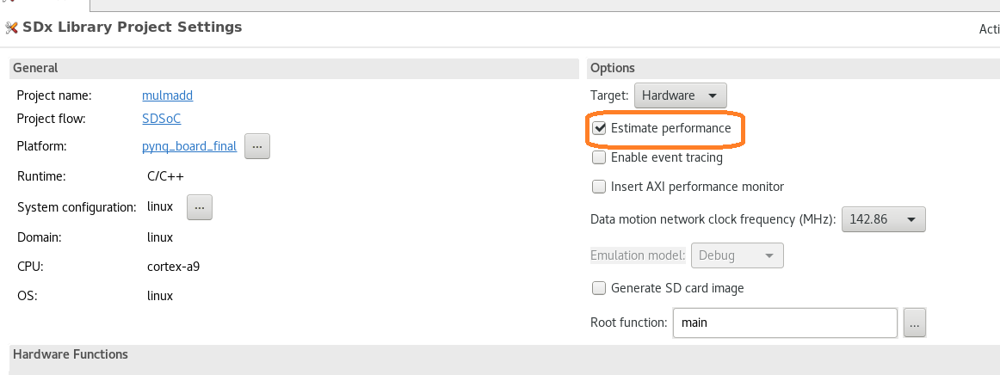 SDx Library Project Settings
Acti
General
Project name: mulmadd
Project flow: SDSoC
Platform: pynq_board_final ...
Runtime: C/C++
System configuration: linux ...
Domain: linux
CPU: cortex-a9
OS: linux
Options
Target: Hardware
Estimate performance
Enable event tracing
Insert AXI performance monitor
Data motion network clock frequency (MHz): 142.86
Emulation model: Debug
Generate SD card image
Root function: main ...
Hardware Functions